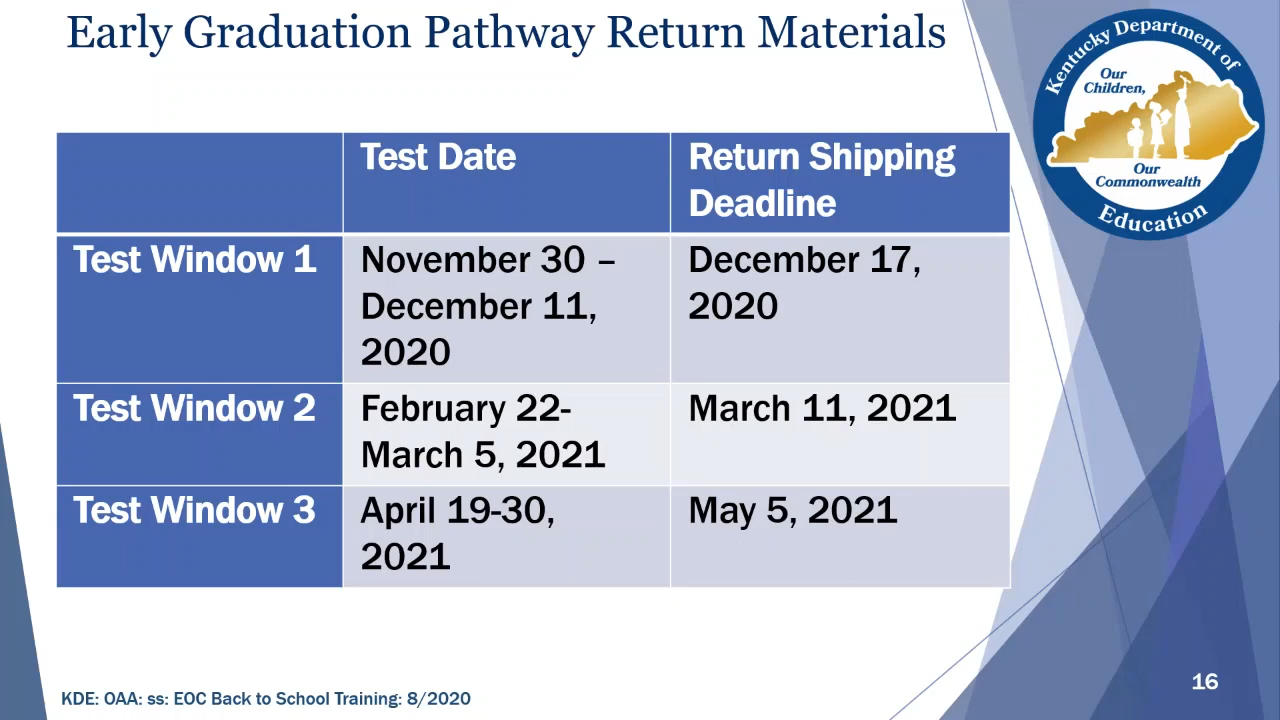 Early Graduation Pathway Return Materials
Kentucky Department of
Our
Children,
Our
Commonwealth
Education
Test Date
Return Shipping
Deadline
Test Window 1
November 30 –
December 11,
2020
December 17,
2020
Test Window 2
February 22-
March 5, 2021
March 11, 2021
Test Window 3
April 19-30,
2021
May 5, 2021
KDE: OAA: ss: EOC Back to School Training: 8/2020
16